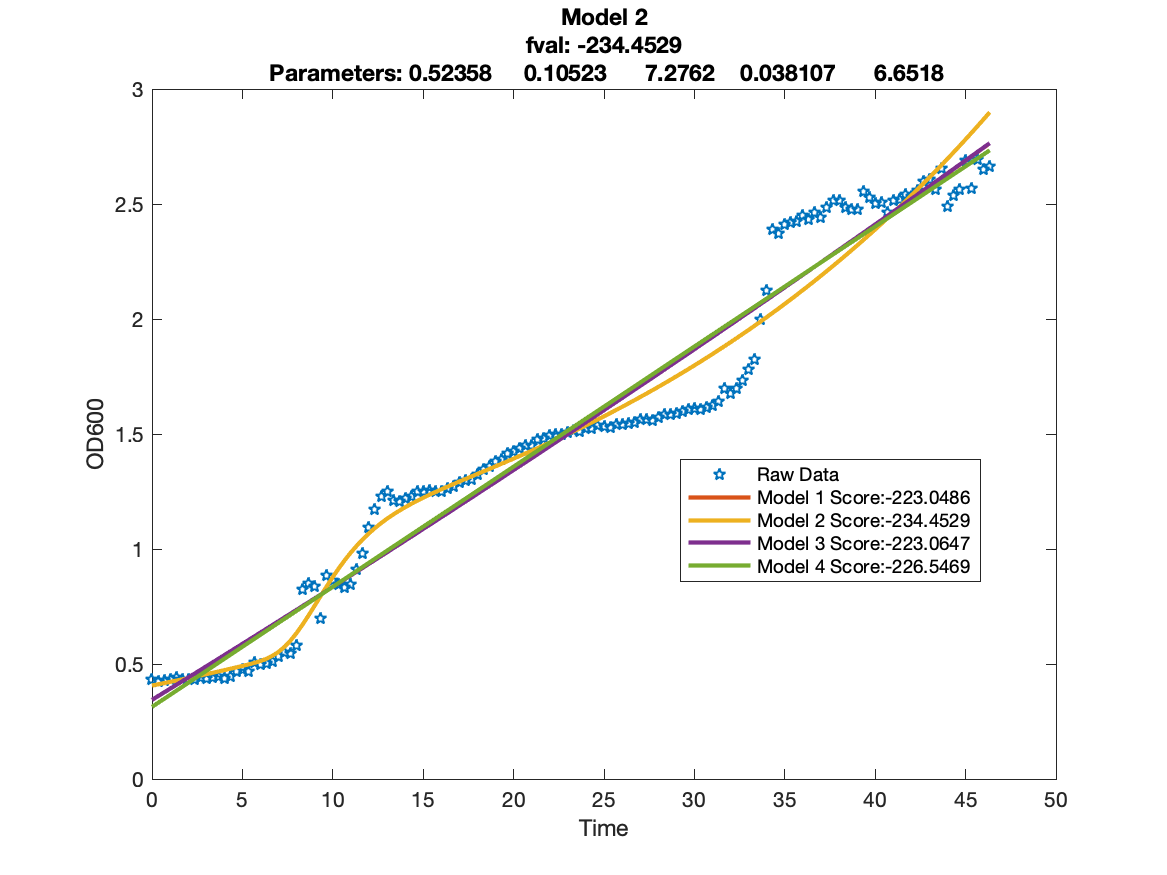 Model 2
fval: -234.4529
Parameters: 0.52358 0.10523 7.2762 0.038107 6.6518
3
2.5
2
1.5
1
0.5
0
OD600
Raw Data
Model 1 Score:-223.0486
Model 2 Score:-234.4529
Model 3 Score:-223.0647
Model 4 Score:-226.5469
0 5 10 15 20 25 30 35 40 45 50
Time